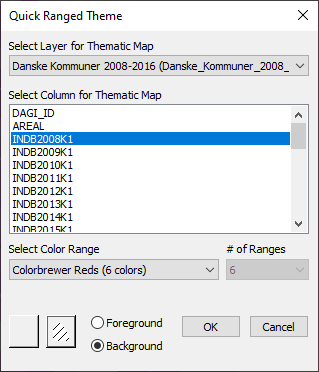 Quick Ranged Theme
Select Layer for Thematic Map
Danske Kommuner 2008-2016 (Danske_Kommuner_2008_
Select Column for Thematic Map
DAGI_ID
AREAL
INDB2008K1
INDB2009K1
INDB2010K1
INDB2011K1
INDB2012K1
INDB2013K1
INDB2014K1
INDB2015K1
Select Color Range # of Ranges
Colorbrewer Reds (6 colors) 6
Foreground
Background
OK Cancel